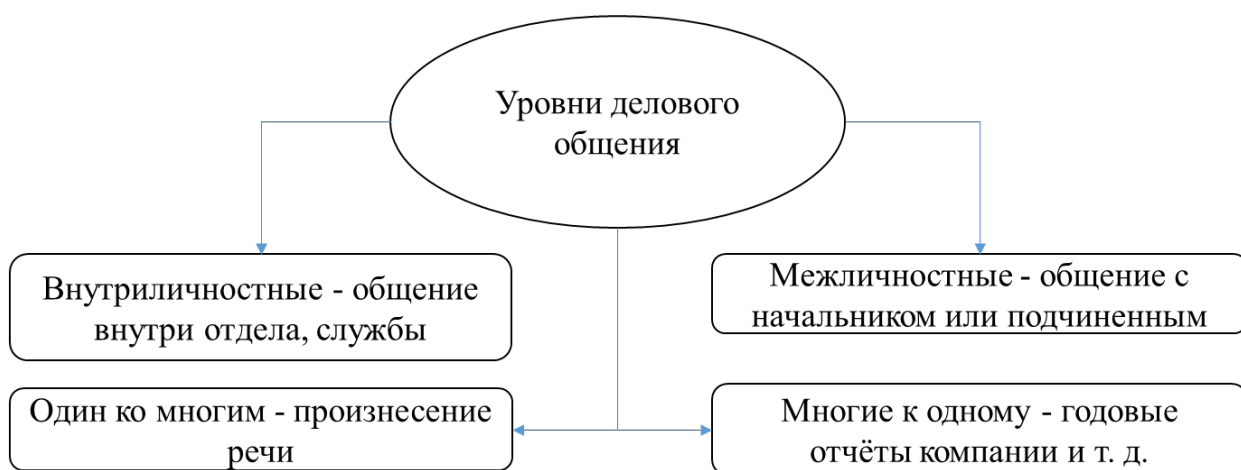 Уровни делового
общения
Внутриличностные - общение
внутри отдела, службы
Межличностные - общение с
начальником или подчиненным
Один ко многим - произнесение
речи
Многие к одному - годовые
отчёты компании и т. д.